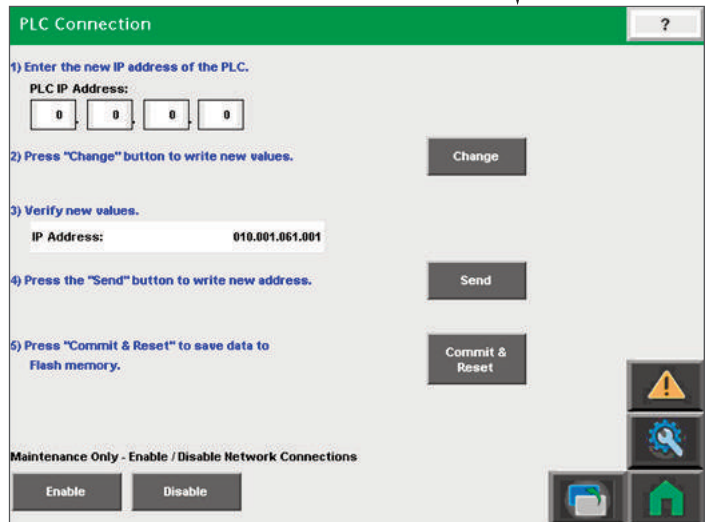 PLC Connection
?
1) Enter the new IP address of the PLC.
PLC IP Address:
0 . 0 . 0 . 0
2) Press "Change" button to write new values.
Change
3) Verify new values.
IP Address: 010.001.061.001
4) Press the "Send" button to write new address.
Send
5) Press "Commit & Reset" to save data to
Flash memory.
Commit &
Reset
Maintenance Only - Enable / Disable Network Connections
Enable Disable